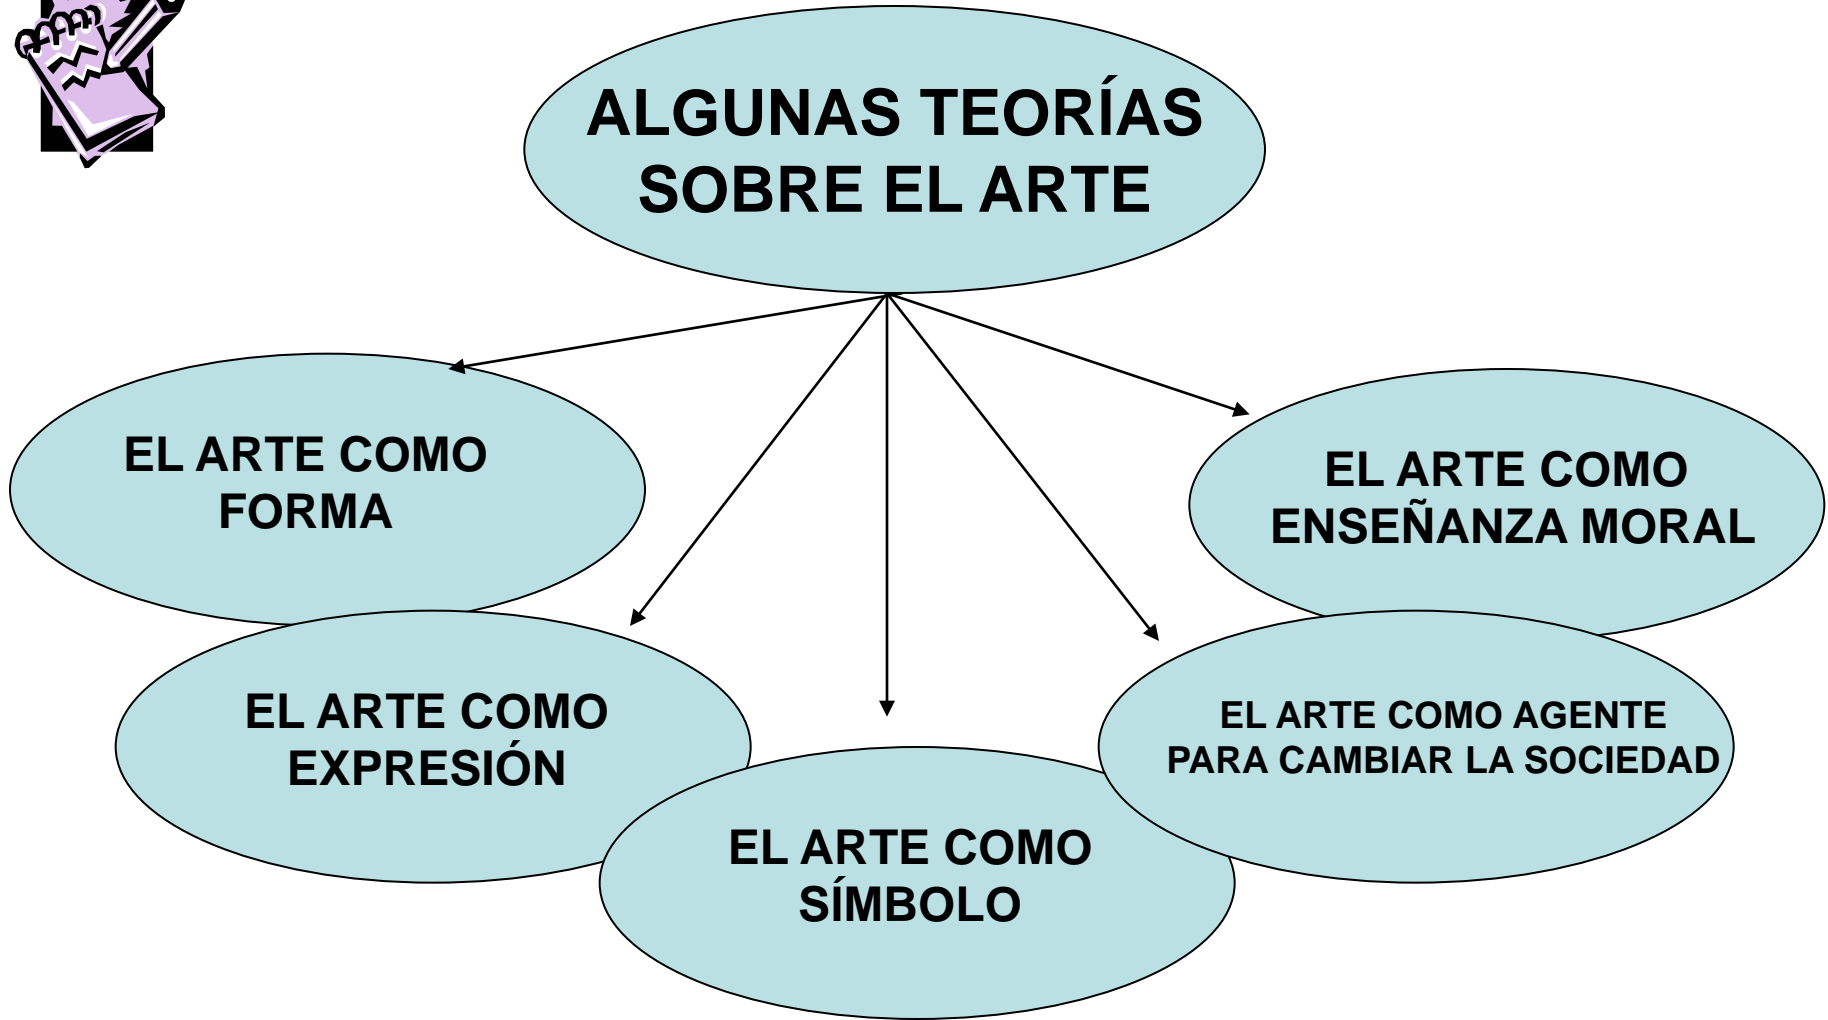 ALGUNAS TEORÍAS
SOBRE EL ARTE
EL ARTE COMO
FORMA
EL ARTE COMO
EXPRESIÓN
EL ARTE COMO
SÍMBOLO
EL ARTE COMO AGENTE
PARA CAMBIAR LA SOCIEDAD
EL ARTE COMO
ENSEÑANZA MORAL